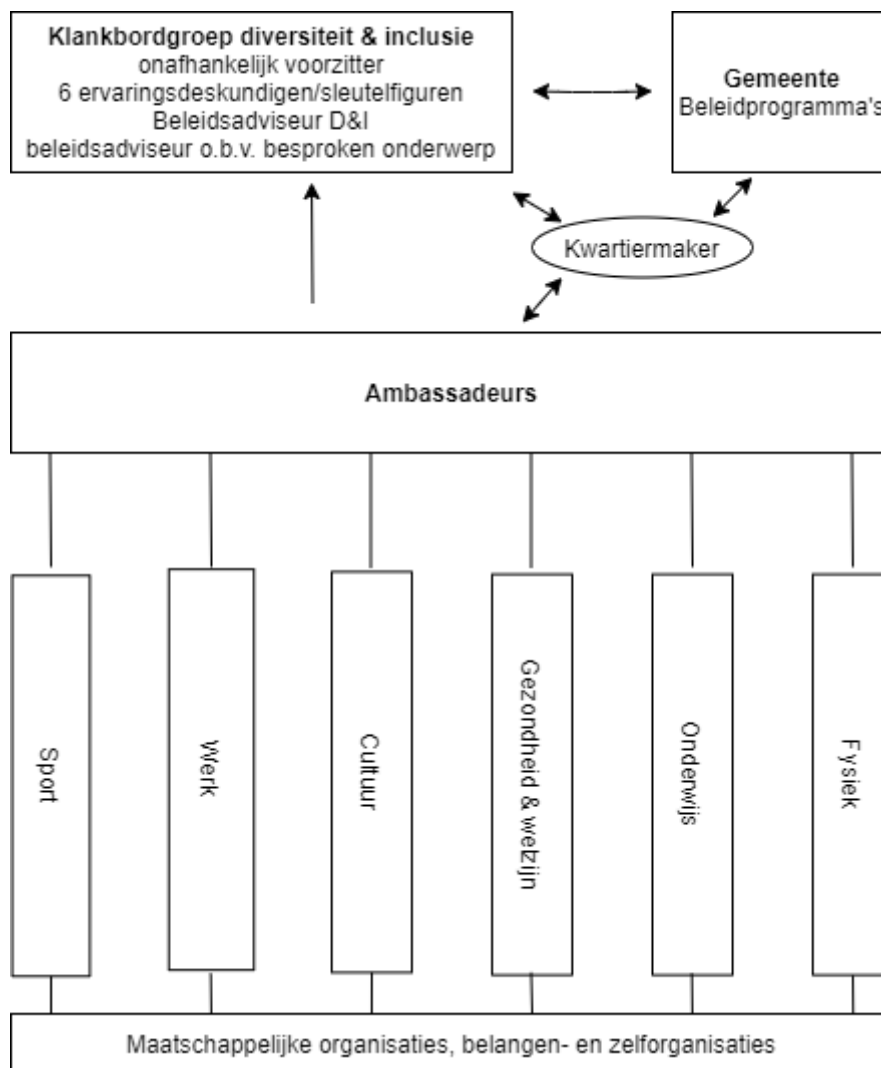 Klankbordgroep diversiteit & inclusie
onafhankelijk voorzitter
6 ervaringsdeskundigen/sleutelfiguren
Beleidsadviseur D&I
beleidsadviseur o.b.v. besproken onderwerp
Gemeente
Beleidprogramma's
Kwartiermaker
Ambassadeurs
Sport
Werk
Cultuur
Gezondheid & welzijn
Onderwijs
Fysiek
Maatschappelijke organisaties, belangen- en zelforganisaties